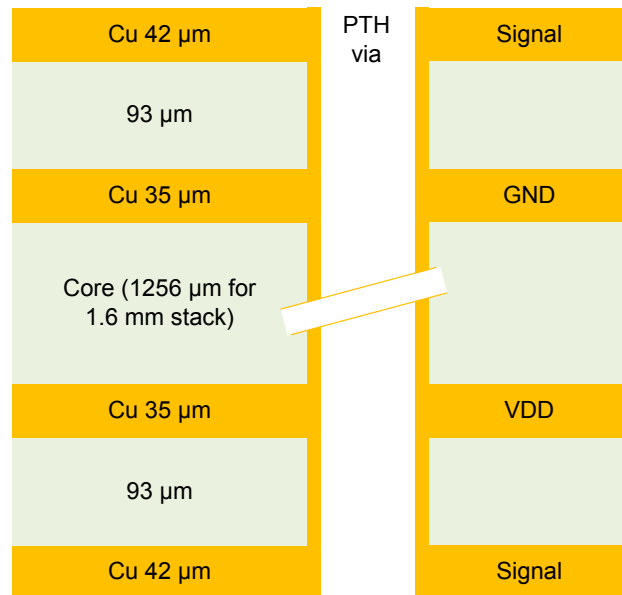 Cu 42 µm
PTH
via
Signal
93 µm
Cu 35 µm
GND
Core (1256 µm for
1.6 mm stack)
Cu 35 µm
VDD
93 µm
Cu 42 µm
Signal